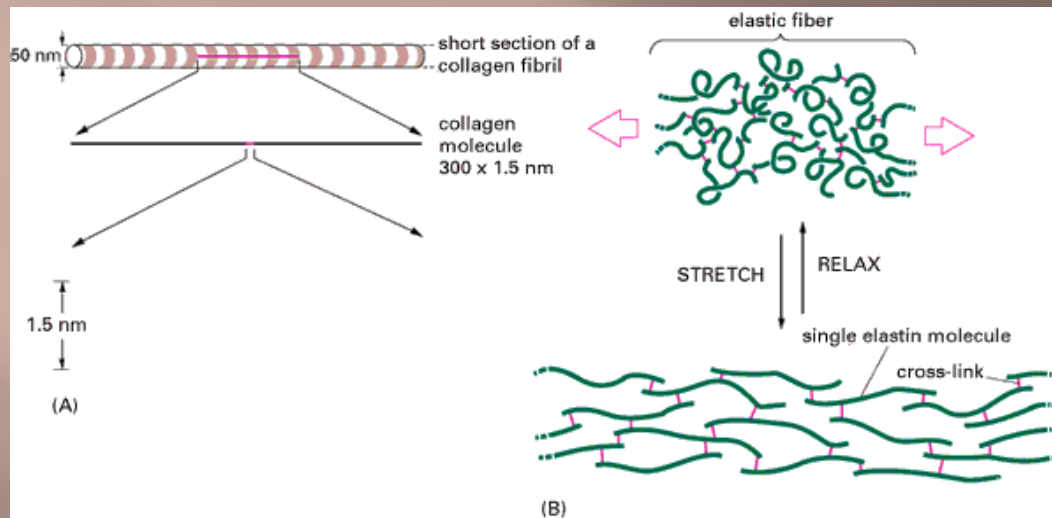 50 nm
short section of a
collagen fibril
collagen
molecule
300 x 1.5 nm
1.5 nm
(A)
elastic fiber
STRETCH
RELAX
single elastin molecule
cross-link
(B)